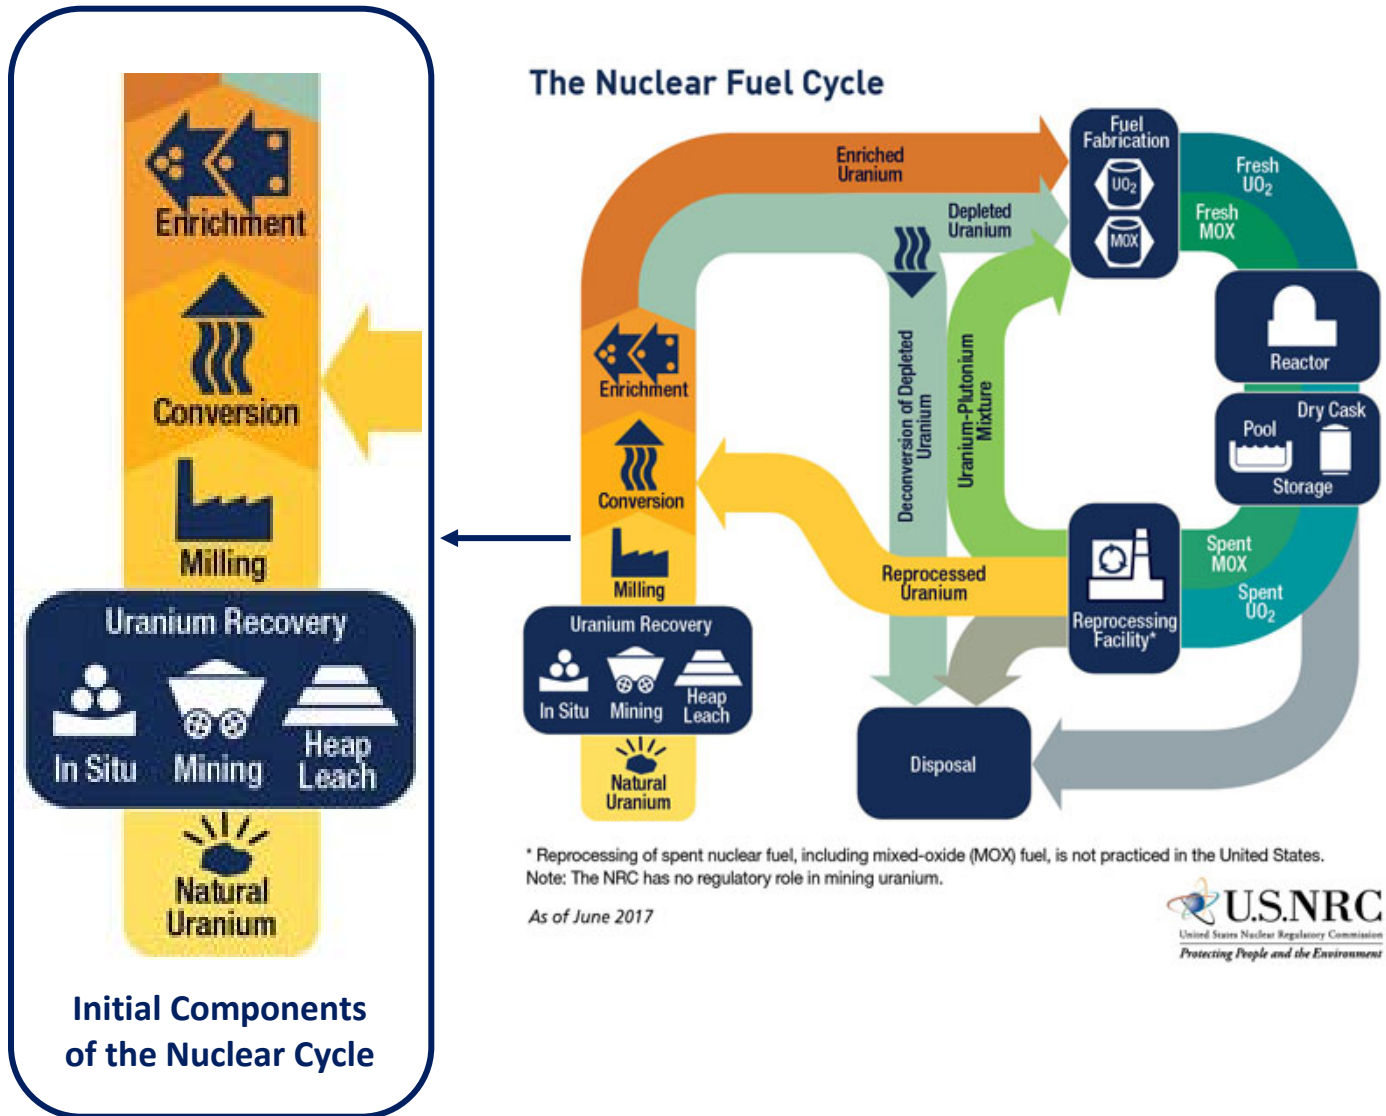 Enrichment
Conversion
Milling
Uranium Recovery
In Situ
Mining
Heap
Leach
Natural
Uranium
Initial Components
of the Nuclear Cycle
The Nuclear Fuel Cycle
Enriched
Uranium
Depleted
Uranium
Fuel
Fabrication
UO2
MOX
Fresh
UO2
Fresh
MOX
Reactor
Dry Cask
Pool
Storage
Spent
MOX
Spent
UO2
Reprocessing
Facility*
Uranium-Plutonium
Mixture
Deconversion of Depleted
Uranium
Reprocessed
Uranium
Disposal
Enrichment
Conversion
Milling
Uranium Recovery
In Situ
Mining
Heap
Leach
Natural
Uranium
* Reprocessing of spent nuclear fuel, including mixed-oxide (MOX) fuel, is not practiced in the United States.
Note: The NRC has no regulatory role in mining uranium.
As of June 2017
U.S.NRC
United States Nuclear Regulatory Commission
Protecting People and the Environment